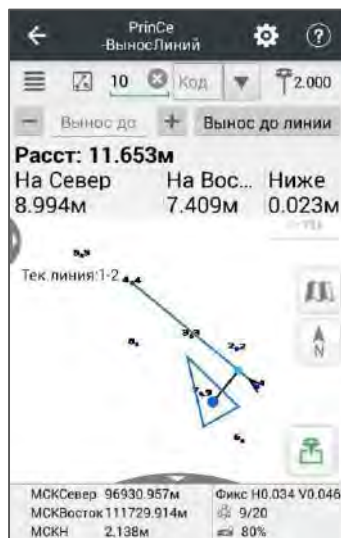 PrinCe
-ВыносЛиний
10 Код 2.000
Вынос до Вынос до линии
Расст: 11.653м
На Север На Вос... Ниже
8.994м 7.409м 0.023м
Тек линия:1-2
МСКСевер 96930.957м Фикс H0.034 V0.046
МСКВосток 111729.914м 9/20
МСКН 2.138м 80%